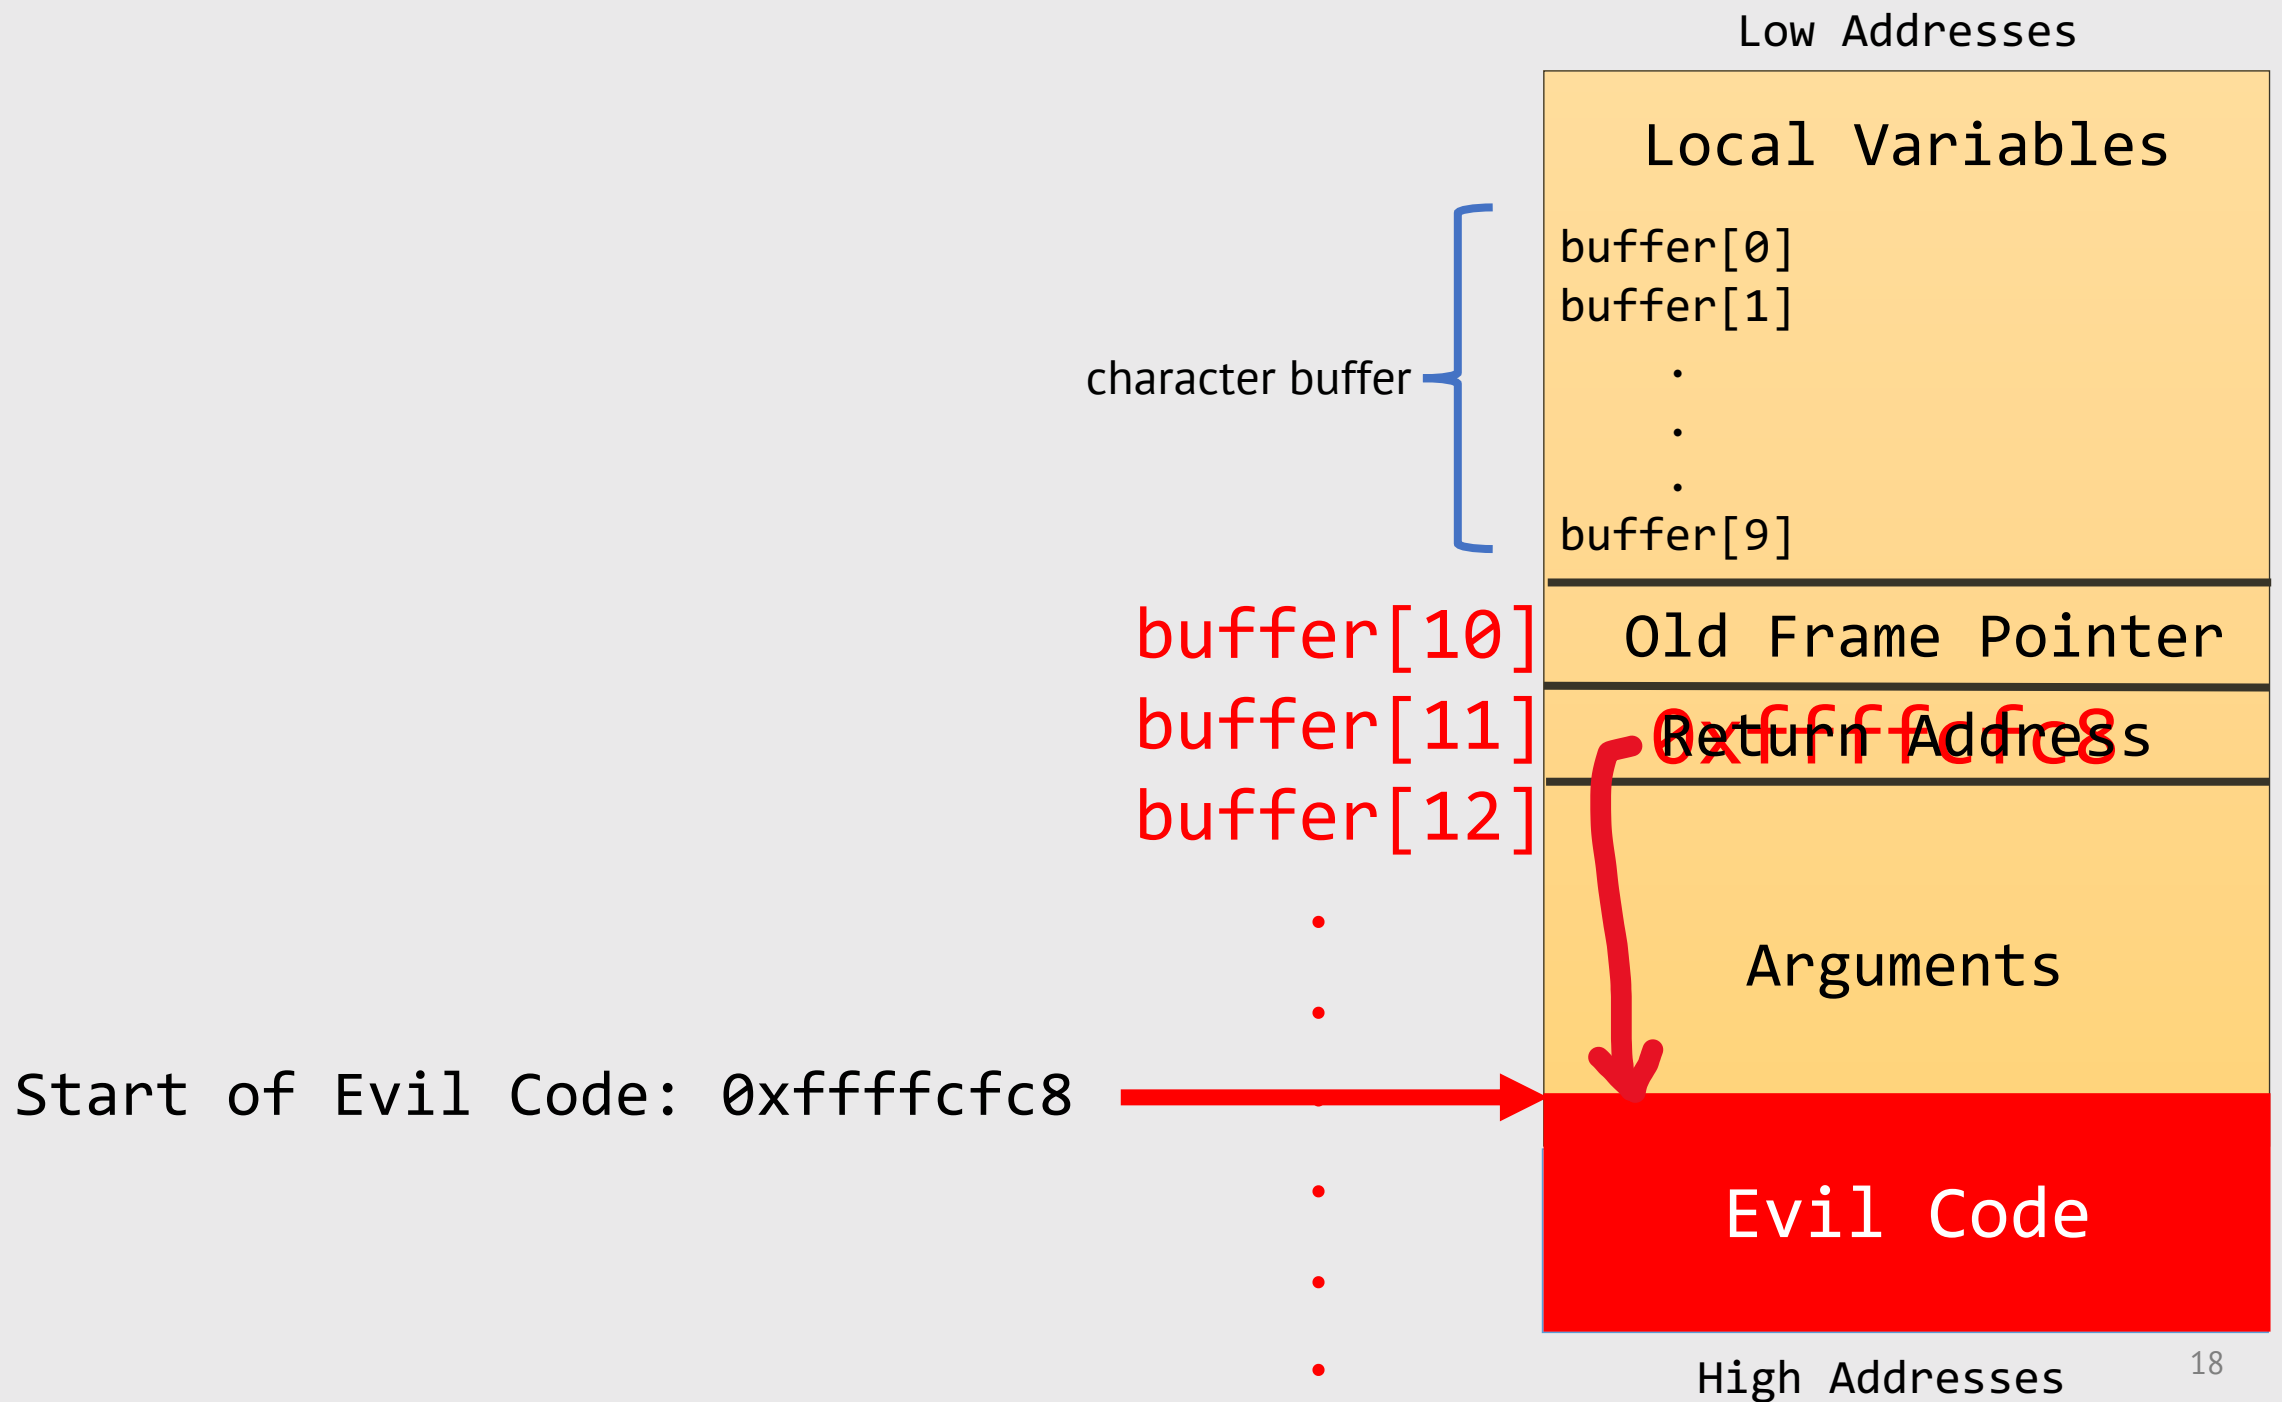 Low Addresses
Local Variables
buffer[0]
buffer[1]
.
character buffer
.
.
buffer[9]
buffer[10]
Old Frame Pointer
buffer[11]
0xffffcfc8
Return Address
buffer[12]
.
Arguments
.
Start of Evil Code: 0xffffcfc8
.
.
Evil Code
.
.
High Addresses
18